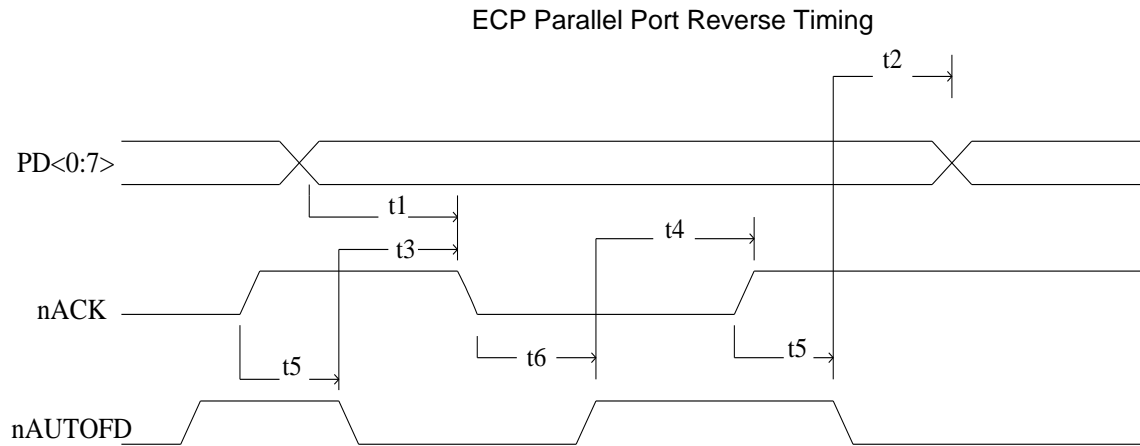 ECP Parallel Port Reverse Timing
t2
PD<0:7>
t1
t4
t3
nACK
t5
t6
t5
nAUTOFD